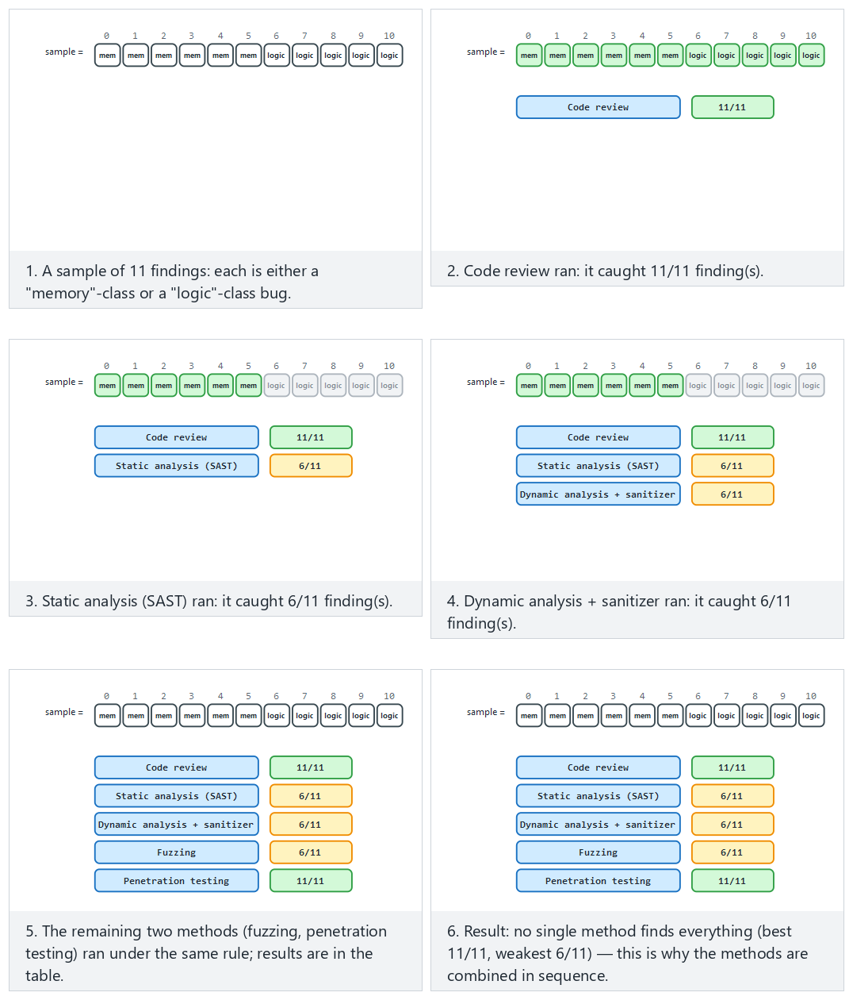 0 1 2 3 4 5 6 7 8 9 10
sample = mem mem mem mem mem mem logic logic logic logic logic
1. A sample of 11 findings: each is either a
"memory"-class or a "logic"-class bug.
0 1 2 3 4 5 6 7 8 9 10
sample = mem mem mem mem mem mem logic logic logic logic logic
Code review 11/11
2. Code review ran: it caught 11/11 finding(s).
0 1 2 3 4 5 6 7 8 9 10
sample = mem mem mem mem mem mem logic logic logic logic logic
Code review 11/11
Static analysis (SAST) 6/11
3. Static analysis (SAST) ran: it caught 6/11 finding(s).
0 1 2 3 4 5 6 7 8 9 10
sample = mem mem mem mem mem mem logic logic logic logic logic
Code review 11/11
Static analysis (SAST) 6/11
Dynamic analysis + sanitizer 6/11
4. Dynamic analysis + sanitizer ran: it caught 6/11
finding(s).
0 1 2 3 4 5 6 7 8 9 10
sample = mem mem mem mem mem mem logic logic logic logic logic
Code review 11/11
Static analysis (SAST) 6/11
Dynamic analysis + sanitizer 6/11
Fuzzing 6/11
Penetration testing 11/11
5. The remaining two methods (fuzzing, penetration
testing) ran under the same rule; results are in the
table.
0 1 2 3 4 5 6 7 8 9 10
sample = mem mem mem mem mem mem logic logic logic logic logic
Code review 11/11
Static analysis (SAST) 6/11
Dynamic analysis + sanitizer 6/11
Fuzzing 6/11
Penetration testing 11/11
6. Result: no single method finds everything (best
11/11, weakest 6/11) — this is why the methods are
combined in sequence.